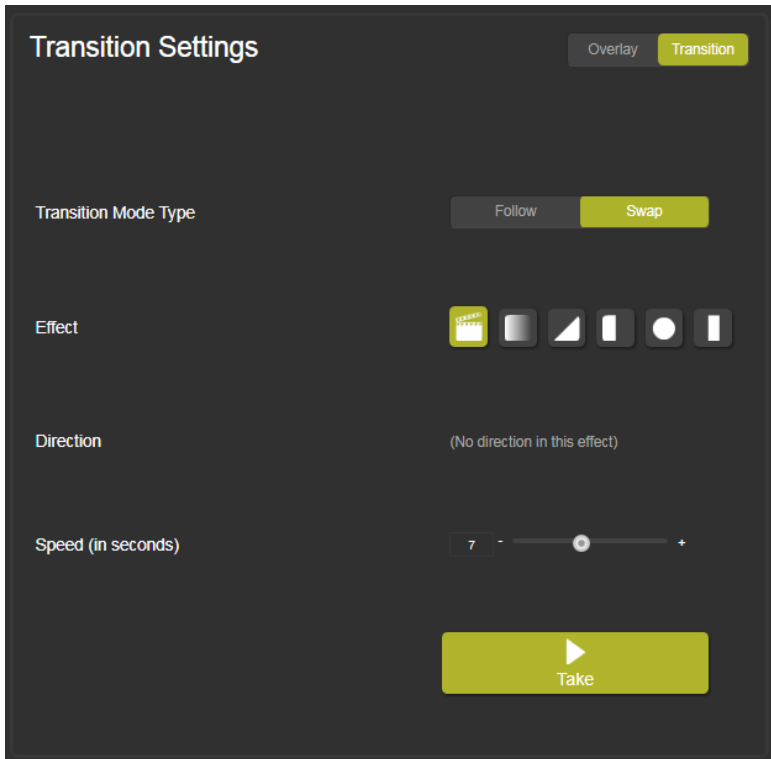 Transition Settings
Overlay Transition
Transition Mode Type
Follow Swap
Effect
Direction
(No direction in this effect)
Speed (in seconds)
7 - +
Take